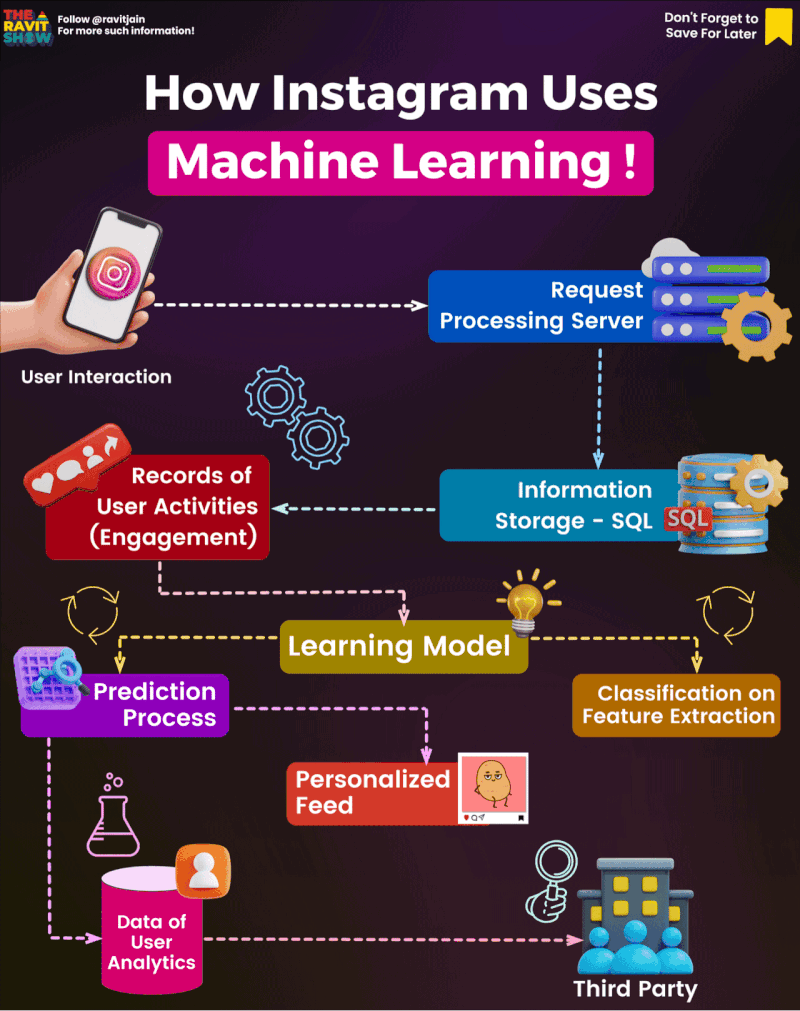 THE
RAVIT
SHOW
Follow @ravitjain
For more such information!
Don't Forget to
Save For Later
How Instagram Uses
Machine Learning !
User Interaction
Request
Processing Server
Information
Storage - SQL
SQL
Records of
User Activities
(Engagement)
Learning Model
Prediction
Process
Classification on
Feature Extraction
Personalized
Feed
Data of
User
Analytics
Third Party